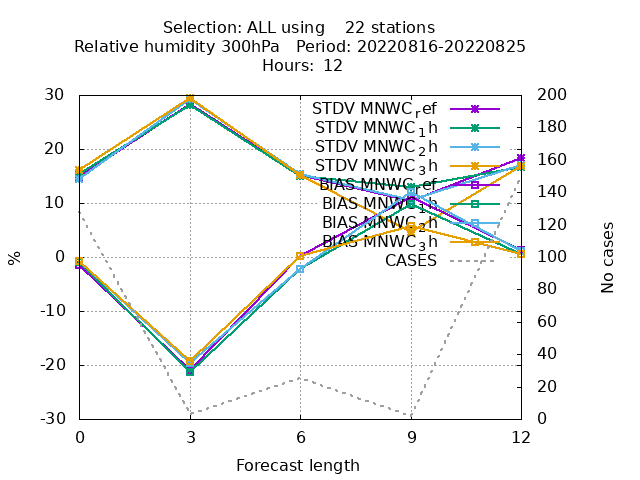 Selection: ALL using 22 stations
Relative humidity 300hPa Period: 20220816-20220825
Hours: 12
30 200
180
20 160
140
10 120
0 100
80
-10 60
40
-20 20
-30 0
% No cases
STDV MNWC_ref
STDV MNWC_1h
STDV MNWC_2h
STDV MNWC_3h
BIAS MNWC_ref
BIAS MNWC_1h
BIAS MNWC_2h
BIAS MNWC_3h
CASES
0 3 6 9 12
Forecast length